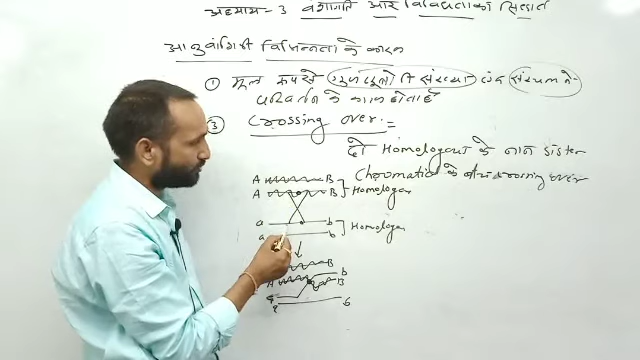 अध्याय - 3 वंशागति और विविधता का सिद्धांत
आनुवांशिकी विभिन्नता के कारण
① मूल रूप से गुणसूत्रों की संख्या एवं संरचना में
परिवर्तन के कारण होता है
③ Crossing over :
दो Homologous के नान sister
Chromatid के बीच crossing over
A B
A B Homologous
a b
a b Homologous
B
b
A B
a
a b